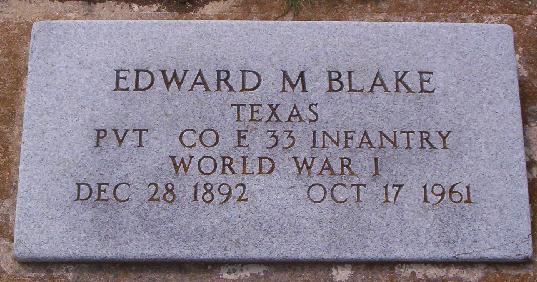 EDWARD M BLAKE
TEXAS
PVT CO E 33 INFANTRY
WORLD WAR I
DEC 28 1892 OCT 17 1961